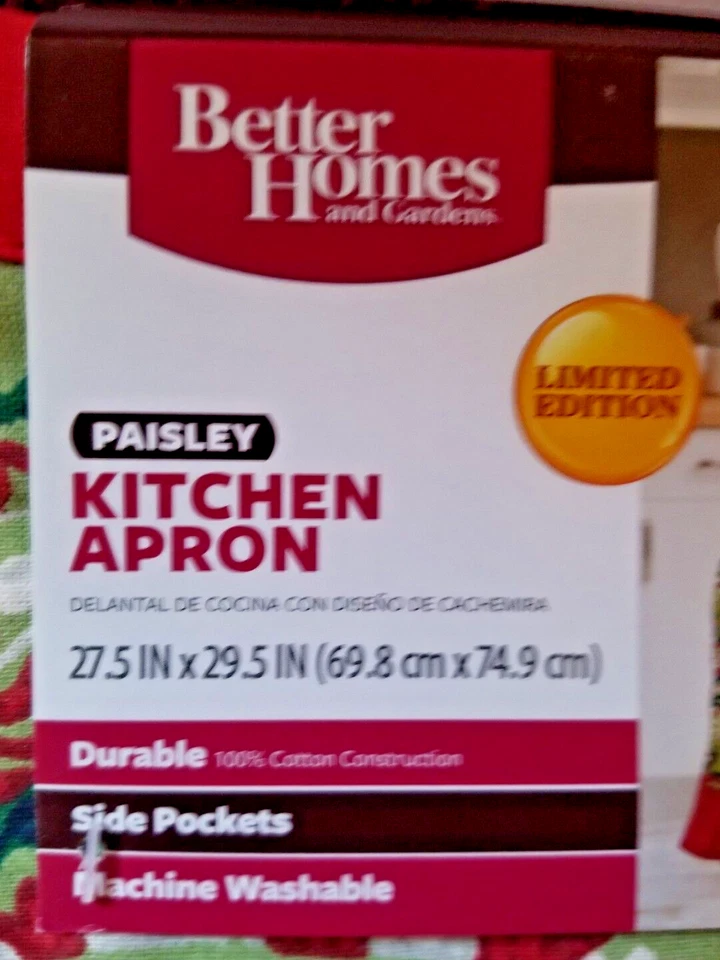 Better
Homes
and Gardens
LIMITED
EDITION
PAISLEY
KITCHEN
APRON
DELANTAL DE COCINA CON DISEÑO DE CACHEMIRA
27.5 IN x 29.5 IN (69.8 cm x 74.9 cm)
Durable 100% Cotton Construction
Side Pockets
Machine Washable